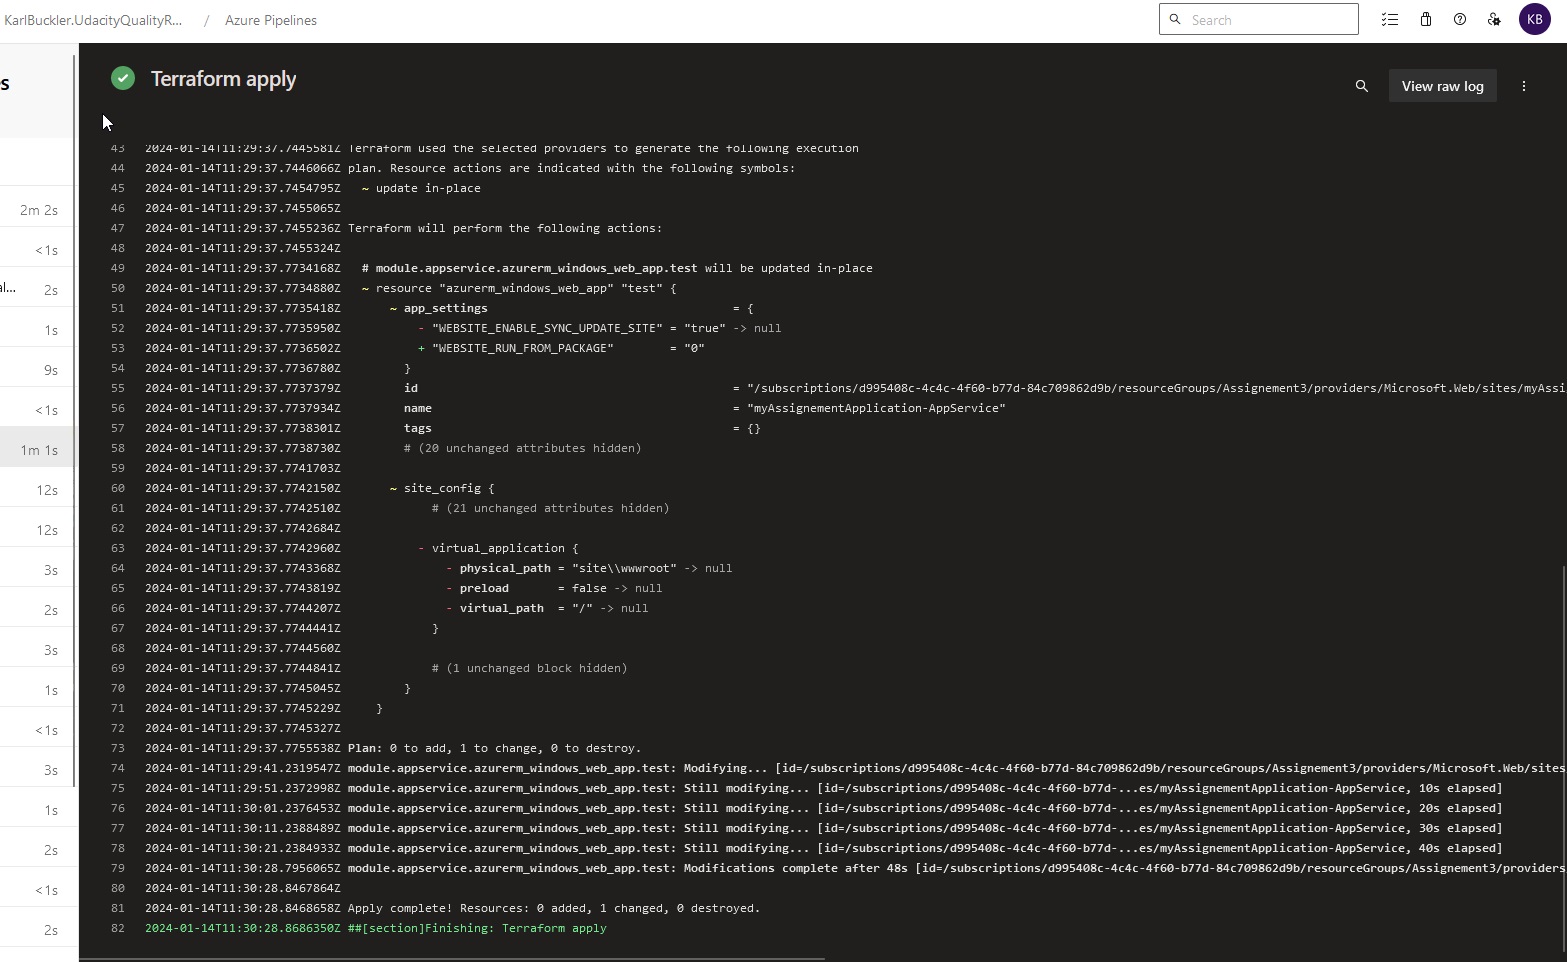 KarlBuckler.UdacityQualityR... / Azure Pipelines
Search
KB
Terraform apply
View raw log
2m 2s
<1s
2s
1s
9s
<1s
1m 1s
12s
12s
3s
2s
3s
1s
<1s
3s
1s
2s
<1s
2s
43 2024-01-14T11:29:37.7445581Z Terraform used the selected providers to generate the following execution
44 2024-01-14T11:29:37.7446066Z plan. Resource actions are indicated with the following symbols:
45 2024-01-14T11:29:37.7454795Z ~ update in-place
46 2024-01-14T11:29:37.7455065Z
47 2024-01-14T11:29:37.7455236Z Terraform will perform the following actions:
48 2024-01-14T11:29:37.7455324Z
49 2024-01-14T11:29:37.7734168Z # module.appservice.azurerm_windows_web_app.test will be updated in-place
50 2024-01-14T11:29:37.7734880Z ~ resource "azurerm_windows_web_app" "test" {
51 2024-01-14T11:29:37.7735418Z ~ app_settings = {
52 2024-01-14T11:29:37.7735950Z - "WEBSITE_ENABLE_SYNC_UPDATE_SITE" = "true" -> null
53 2024-01-14T11:29:37.7736502Z + "WEBSITE_RUN_FROM_PACKAGE" = "0"
54 2024-01-14T11:29:37.7736780Z }
55 2024-01-14T11:29:37.7737379Z id = "/subscriptions/d995408c-4c4c-4f60-b77d-84c709862d9b/resourceGroups/Assignement3/providers/Microsoft.Web/sites/myAssi
56 2024-01-14T11:29:37.7737934Z name = "myAssignementApplication-AppService"
57 2024-01-14T11:29:37.7738301Z tags = {}
58 2024-01-14T11:29:37.7738730Z # (20 unchanged attributes hidden)
59 2024-01-14T11:29:37.7741703Z
60 2024-01-14T11:29:37.7742150Z ~ site_config {
61 2024-01-14T11:29:37.7742510Z # (21 unchanged attributes hidden)
62 2024-01-14T11:29:37.7742684Z
63 2024-01-14T11:29:37.7742960Z - virtual_application {
64 2024-01-14T11:29:37.7743368Z - physical_path = "site\\wwwroot" -> null
65 2024-01-14T11:29:37.7743819Z - preload = false -> null
66 2024-01-14T11:29:37.7744207Z - virtual_path = "/" -> null
67 2024-01-14T11:29:37.7744441Z }
68 2024-01-14T11:29:37.7744560Z
69 2024-01-14T11:29:37.7744841Z # (1 unchanged block hidden)
70 2024-01-14T11:29:37.7745045Z }
71 2024-01-14T11:29:37.7745229Z }
72 2024-01-14T11:29:37.7745327Z
73 2024-01-14T11:29:37.7755538Z Plan: 0 to add, 1 to change, 0 to destroy.
74 2024-01-14T11:29:41.2319547Z module.appservice.azurerm_windows_web_app.test: Modifying... [id=/subscriptions/d995408c-4c4c-4f60-b77d-84c709862d9b/resourceGroups/Assignement3/providers/Microsoft.Web/sites
75 2024-01-14T11:29:51.2372998Z module.appservice.azurerm_windows_web_app.test: Still modifying... [id=/subscriptions/d995408c-4c4c-4f60-b77d-...es/myAssignementApplication-AppService, 10s elapsed]
76 2024-01-14T11:30:01.2376453Z module.appservice.azurerm_windows_web_app.test: Still modifying... [id=/subscriptions/d995408c-4c4c-4f60-b77d-...es/myAssignementApplication-AppService, 20s elapsed]
77 2024-01-14T11:30:11.2388489Z module.appservice.azurerm_windows_web_app.test: Still modifying... [id=/subscriptions/d995408c-4c4c-4f60-b77d-...es/myAssignementApplication-AppService, 30s elapsed]
78 2024-01-14T11:30:21.2384933Z module.appservice.azurerm_windows_web_app.test: Still modifying... [id=/subscriptions/d995408c-4c4c-4f60-b77d-...es/myAssignementApplication-AppService, 40s elapsed]
79 2024-01-14T11:30:28.7956065Z module.appservice.azurerm_windows_web_app.test: Modifications complete after 48s [id=/subscriptions/d995408c-4c4c-4f60-b77d-84c709862d9b/resourceGroups/Assignement3/providers
80 2024-01-14T11:30:28.8467864Z
81 2024-01-14T11:30:28.8468658Z Apply complete! Resources: 0 added, 1 changed, 0 destroyed.
82 2024-01-14T11:30:28.8686350Z ##[section]Finishing: Terraform apply